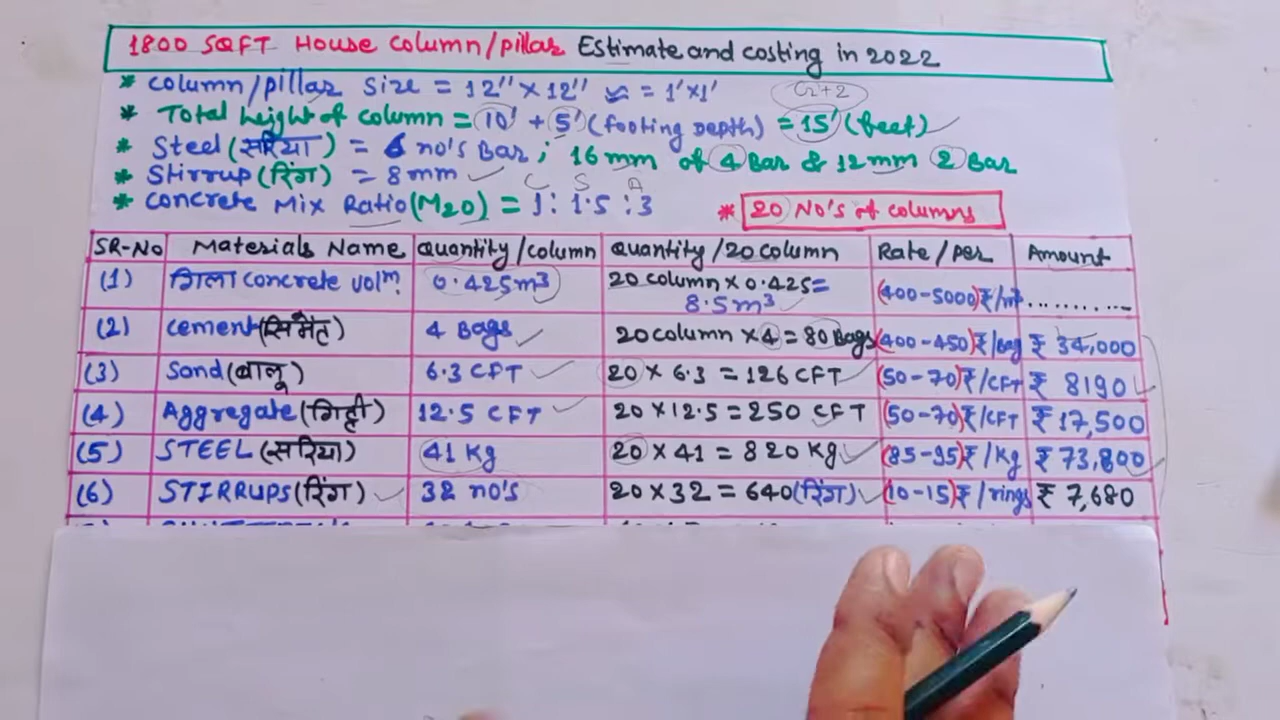 1800 SQFT House Column/pillar Estimate and costing in 2022
* Column/pillar Size = 12"×12" ≈ = 1'×1'
G+2
* Total height of column = 10' + 5' (footing Depth) = 15' (feet)
* Steel(सरिया) = 6 no's Bar; 16mm of 4 Bar & 12mm 2 Bar
* Stirrup(रिंग) = 8mm
C S A
* Concrete Mix Ratio(M20) = 1:1.5:3
* 20 No's of columns
SR-No Materials Name Quantity/column Quantity/20 column Rate/per Amount
(1) गिला concrete volm. 0.425m³ 20 column × 0.425= 8.5m³ (400-5000)₹/m³ ...........
(2) cement(सिमेंट) 4 Bags 20 column × 4 = 80 Bags (400-450)₹/Bag ₹ 34,000
(3) Sand(बालू) 6.3 CFT 20 × 6.3 = 126 CFT (50-70)₹/CFT ₹ 8190
(4) Aggregate(गिट्टी) 12.5 CFT 20 × 12.5 = 250 CFT (50-70)₹/CFT ₹ 17,500
(5) STEEL(सरिया) 41 Kg 20 × 41 = 820 Kg (85-95)₹/Kg ₹ 73,800
(6) STIRRUPS(रिंग) 32 no's 20 × 32 = 640(रिंग) (10-15)₹/rings ₹ 7,680